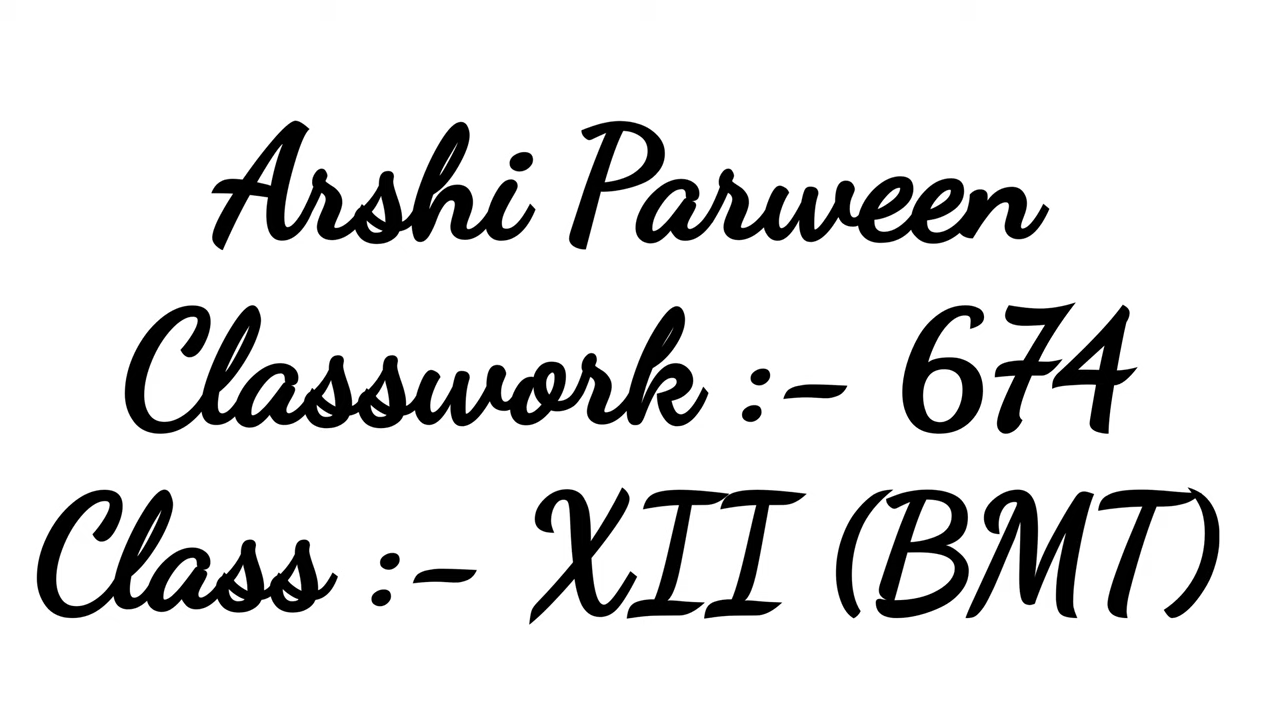 Arshi Parween
Classwork :- 674
Class :- XII (BMT)